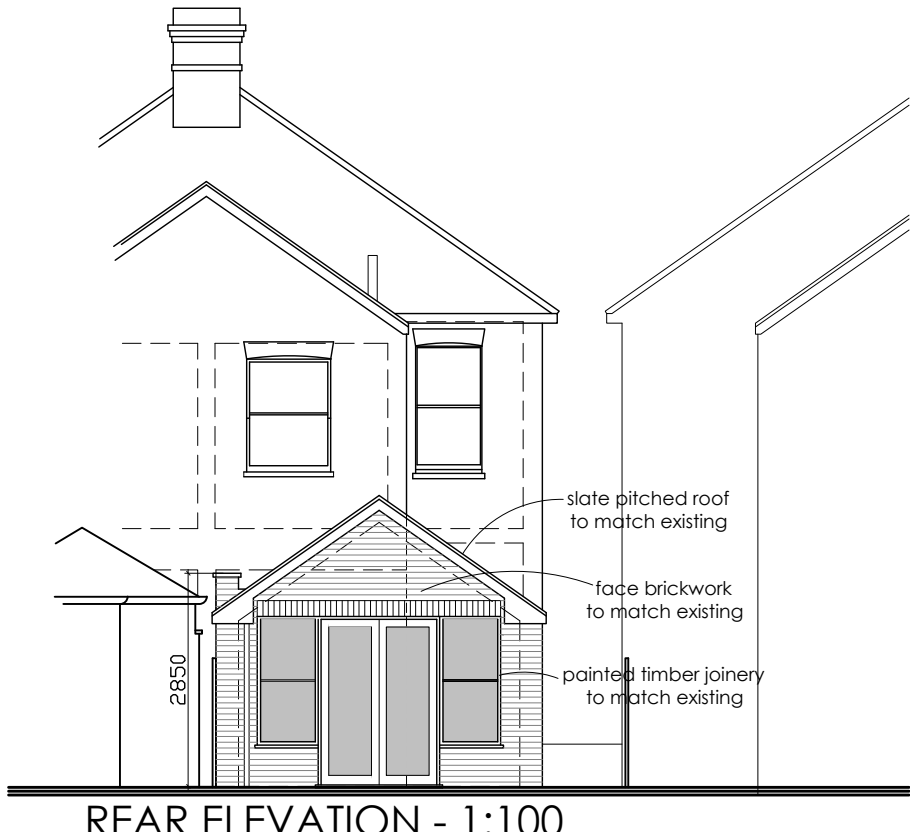 slate pitched roof
to match existing
face brickwork
to match existing
painted timber joinery
to match existing
2850
REAR ELEVATION - 1:100